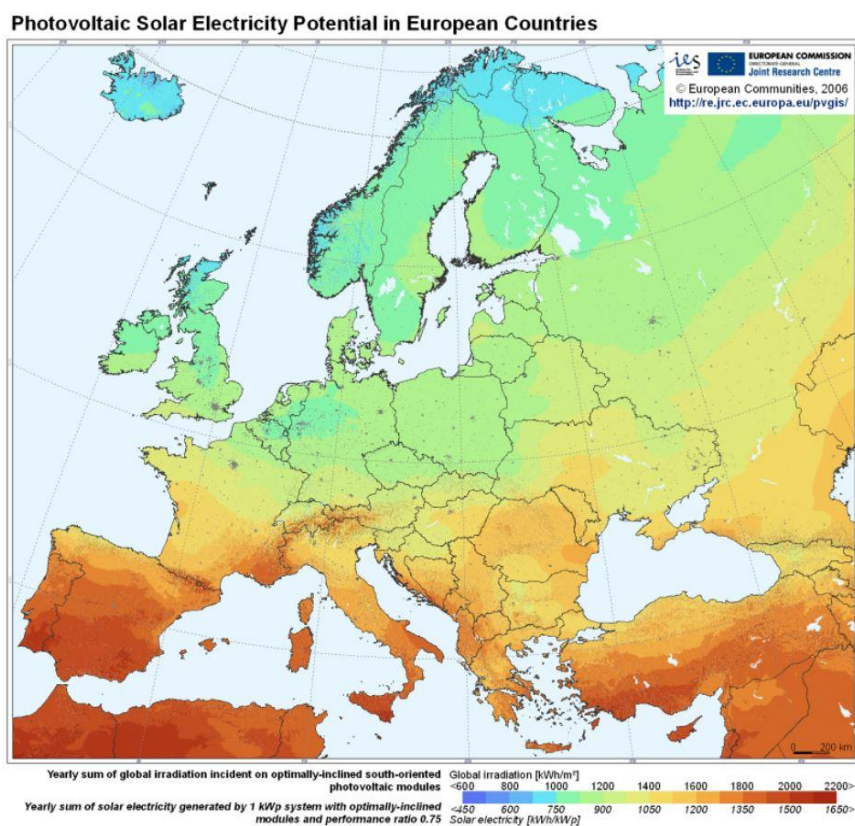 Photovoltaic Solar Electricity Potential in European Countries
ies
EUROPEAN COMMISSION
DIRECTORATE-GENERAL
Joint Research Centre
© European Communities, 2006
http://re.jrc.ec.europa.eu/pvgis/
0 200 km
Yearly sum of global irradiation incident on optimally-inclined south-oriented
photovoltaic modules
Global irradiation [kWh/m²]
<600 800 1000 1200 1400 1600 1800 2000 2200>
Yearly sum of solar electricity generated by 1 kWp system with optimally-inclined
modules and performance ratio 0.75
<450 600 750 900 1050 1200 1350 1500 1650>
Solar electricity [kWh/kWp]